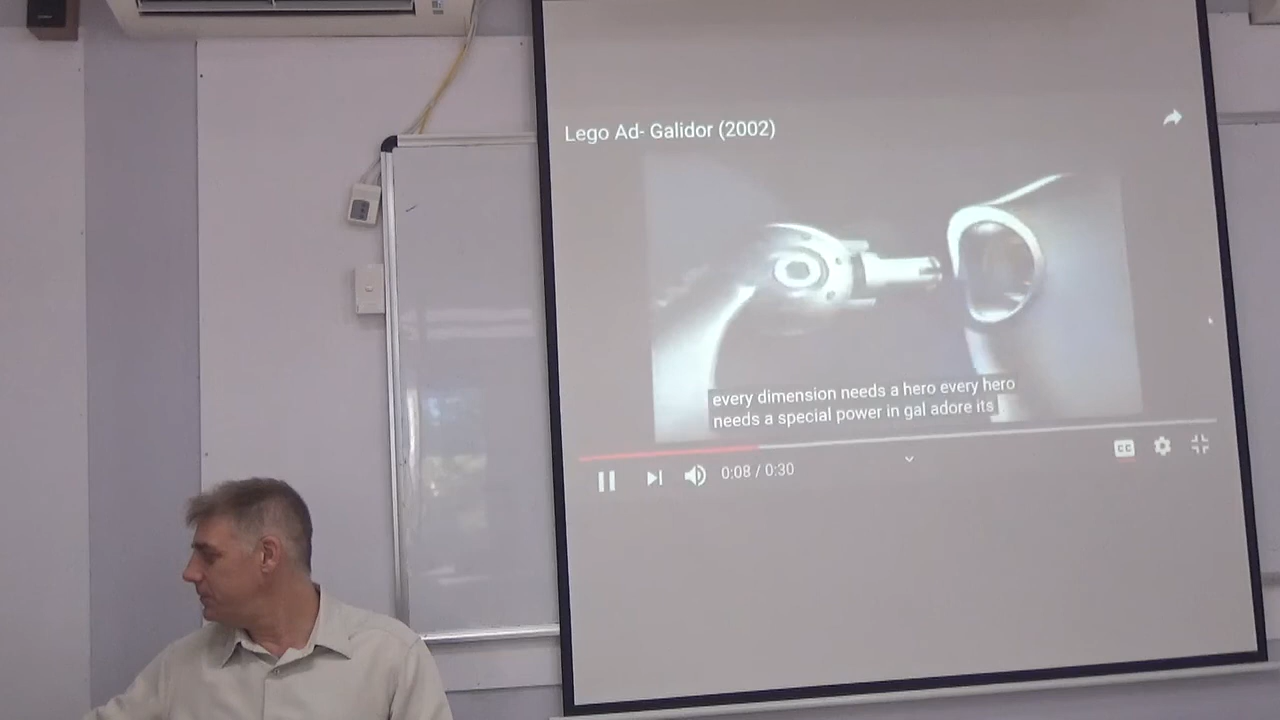 Lego Ad- Galidor (2002)
every dimension needs a hero every hero
needs a special power in gal adore its
0:08 / 0:30
CC